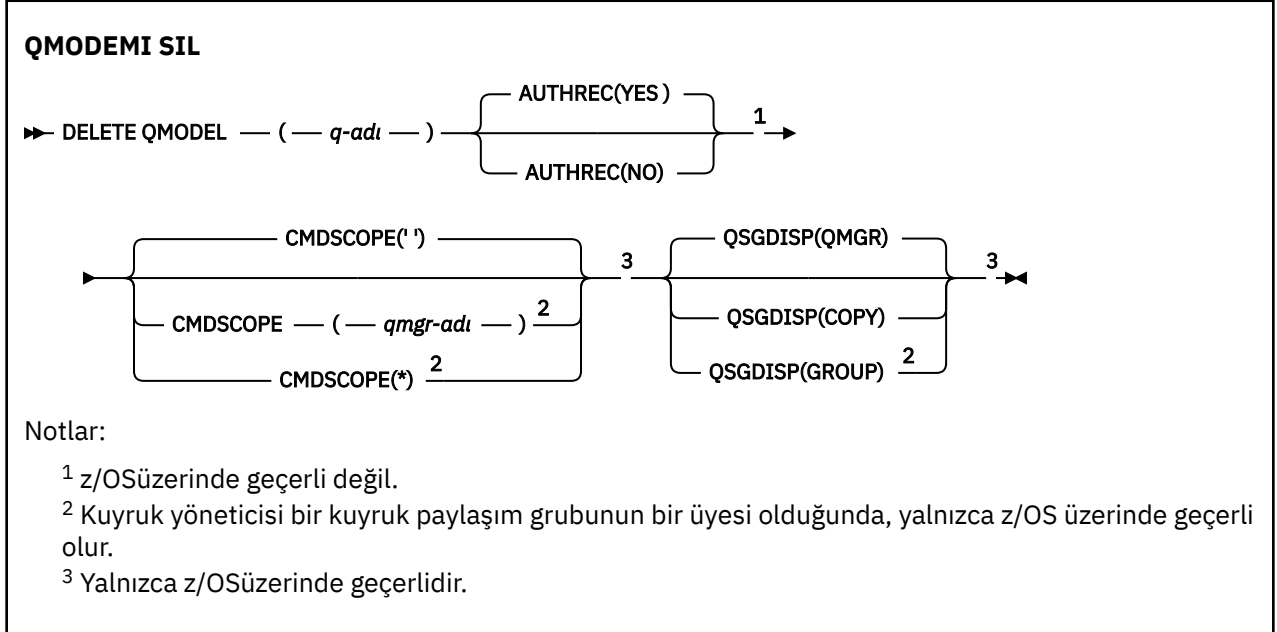 QMODEMI SIL
AUTHREC(YES )
DELETE QMODEL ( q-adı ) 1
AUTHREC(NO)
CMDSCOPE(' ') QSGDISP(QMGR)
3 3
CMDSCOPE ( qmgr-adı ) 2 QSGDISP(COPY)
CMDSCOPE(*) 2 QSGDISP(GROUP) 2
Notlar:
1 z/OSüzerinde geçerli değil.
2 Kuyruk yöneticisi bir kuyruk paylaşım grubunun bir üyesi olduğunda, yalnızca z/OS üzerinde geçerli
olur.
3 Yalnızca z/OSüzerinde geçerlidir.